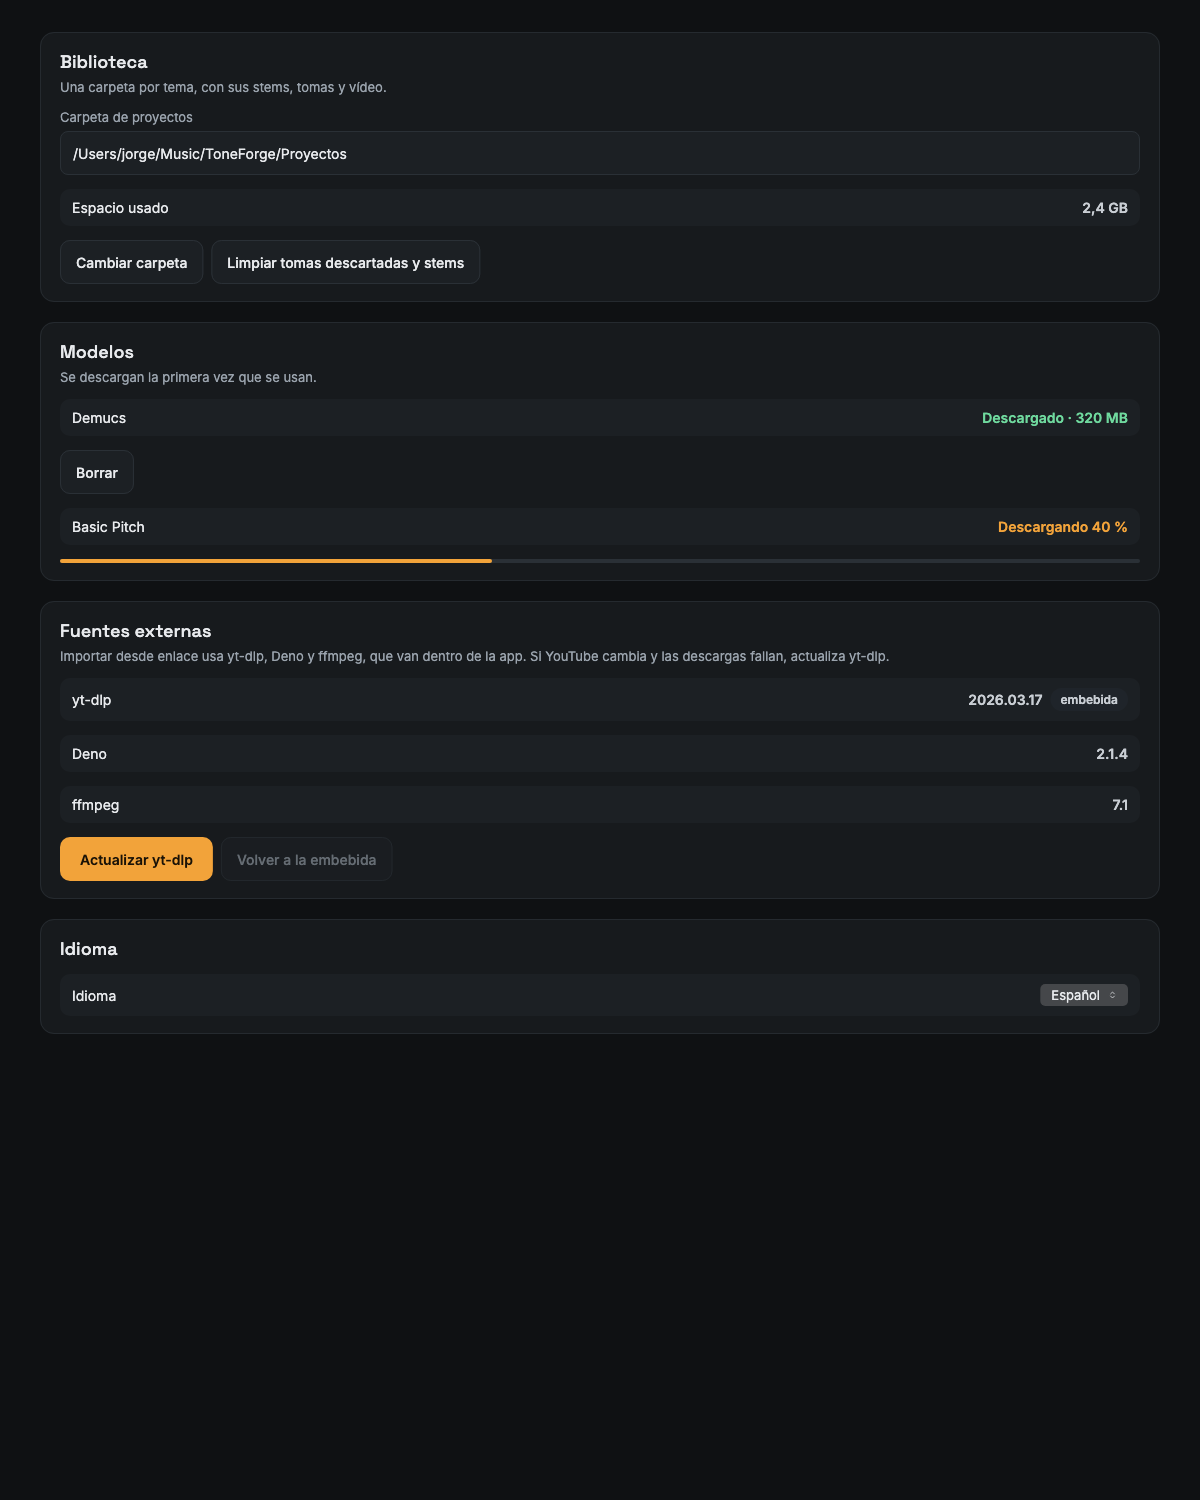 Biblioteca
Una carpeta por tema, con sus stems, tomas y vídeo.
Carpeta de proyectos
/Users/jorge/Music/ToneForge/Proyectos
Espacio usado 2,4 GB
Cambiar carpeta Limpiar tomas descartadas y stems
Modelos
Se descargan la primera vez que se usan.
Demucs Descargado · 320 MB
Borrar
Basic Pitch Descargando 40 %
Fuentes externas
Importar desde enlace usa yt-dlp, Deno y ffmpeg, que van dentro de la app. Si YouTube cambia y las descargas fallan, actualiza yt-dlp.
yt-dlp 2026.03.17 embebida
Deno 2.1.4
ffmpeg 7.1
Actualizar yt-dlp Volver a la embebida
Idioma
Idioma Español